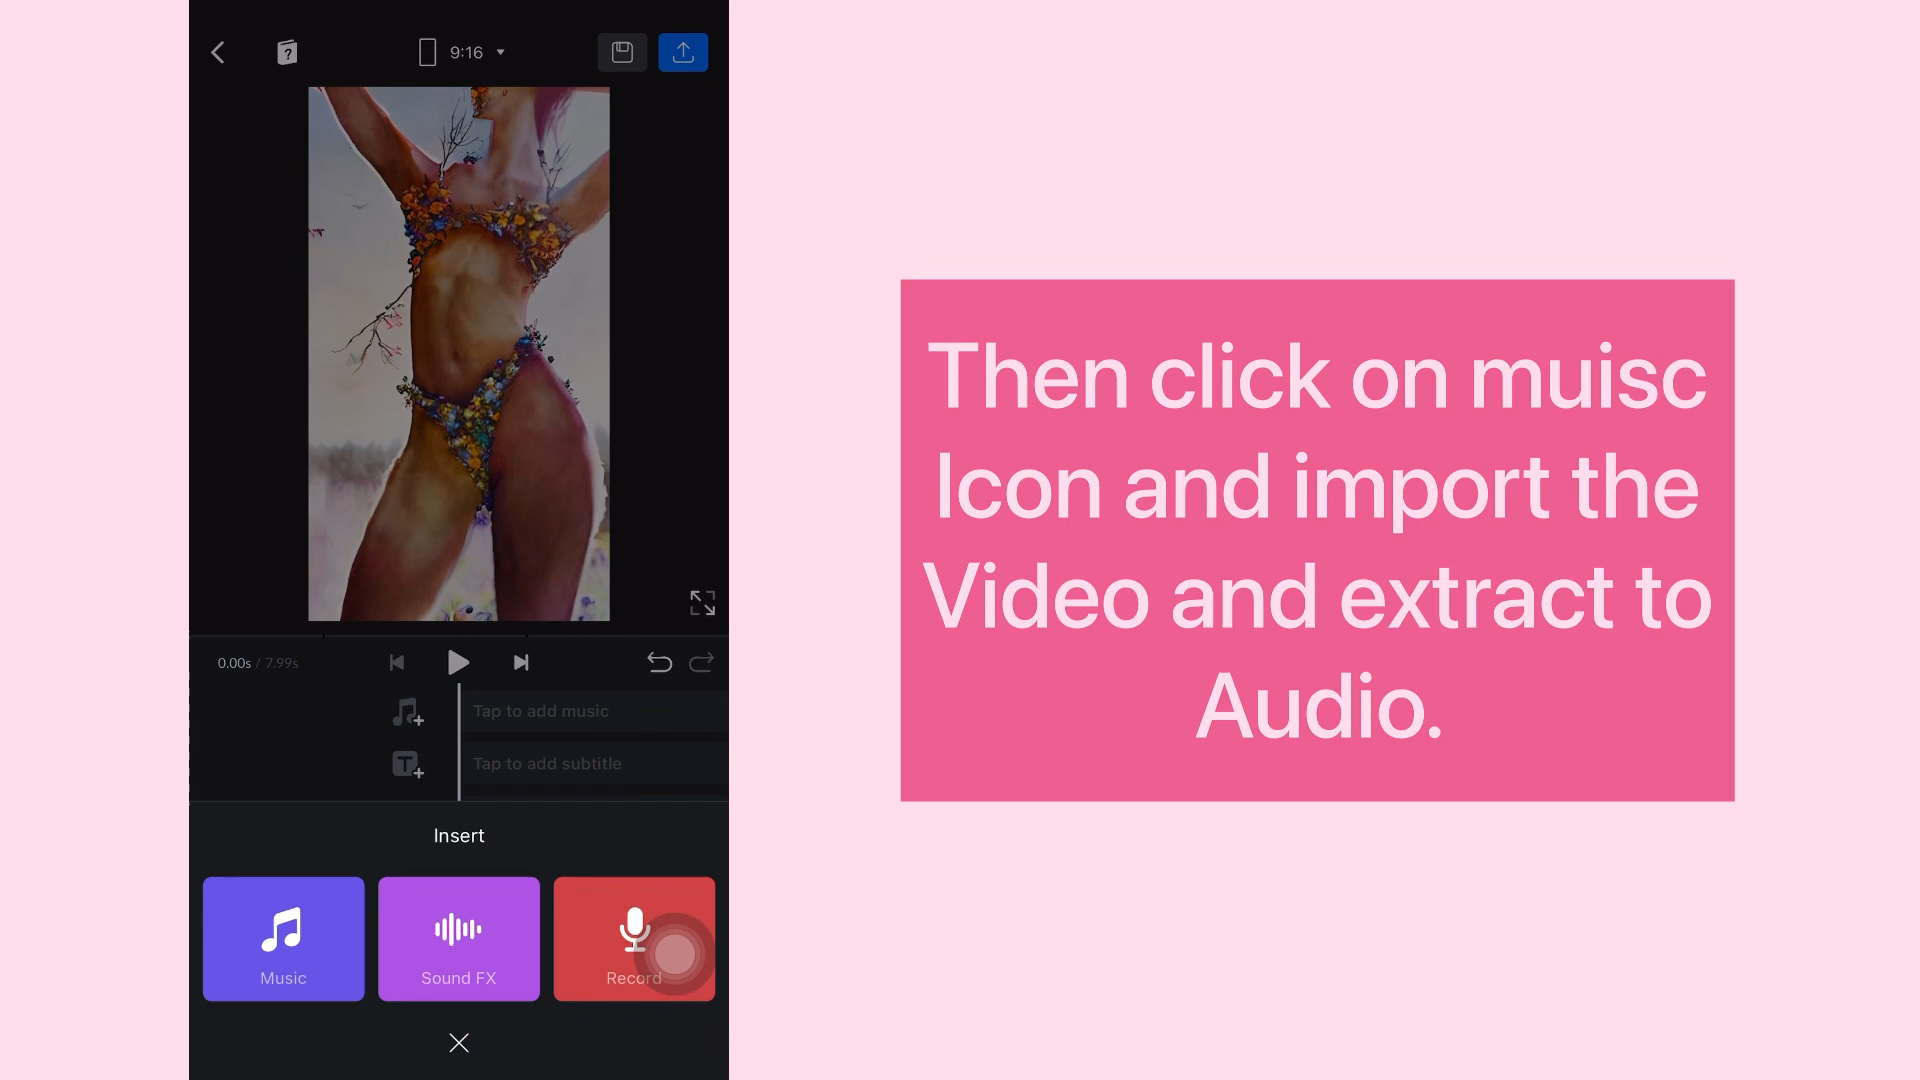 9:16
0.00s / 7.99s
Tap to add music
Tap to add subtitle
Insert
Music
Sound FX
Record
Then click on muisc
Icon and import the
Video and extract to
Audio.